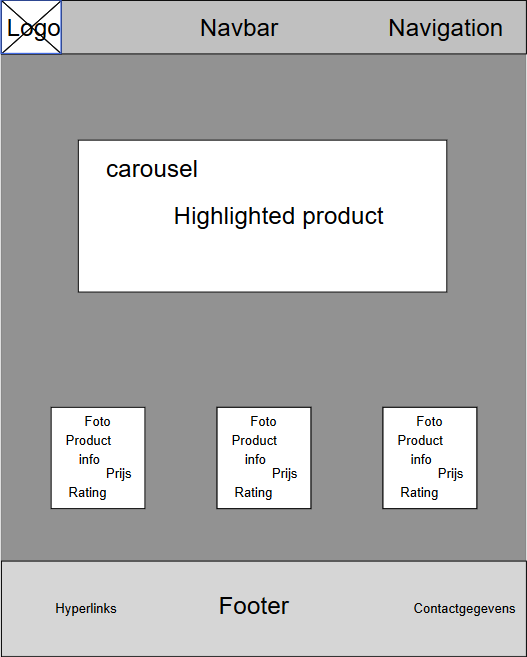 Logo
Navbar
Navigation
carousel
Highlighted product
Foto
Product
info
Prijs
Rating
Foto
Product
info
Prijs
Rating
Foto
Product
info
Prijs
Rating
Hyperlinks
Footer
Contactgegevens